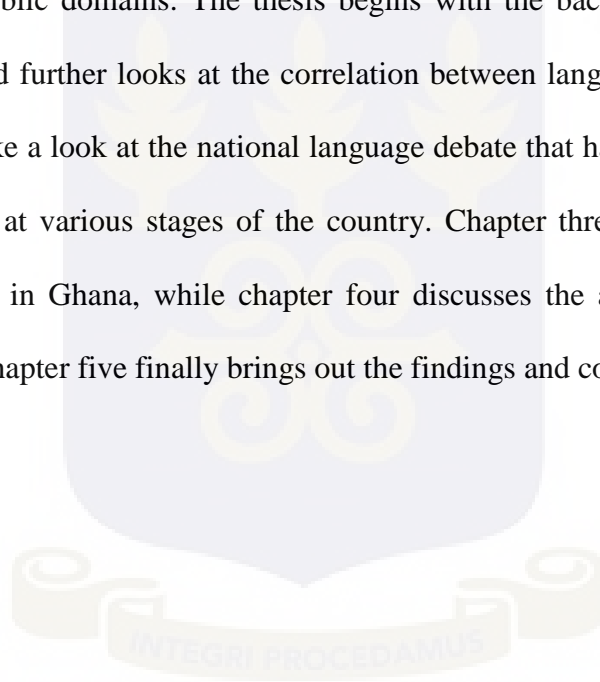 blic domains. The thesis begins with the bac
d further looks at the correlation between lang
ke a look at the national language debate that h
at various stages of the country. Chapter thre
in Ghana, while chapter four discusses the a
hapter five finally brings out the findings and co
INTEGRI PROCEDAMUS